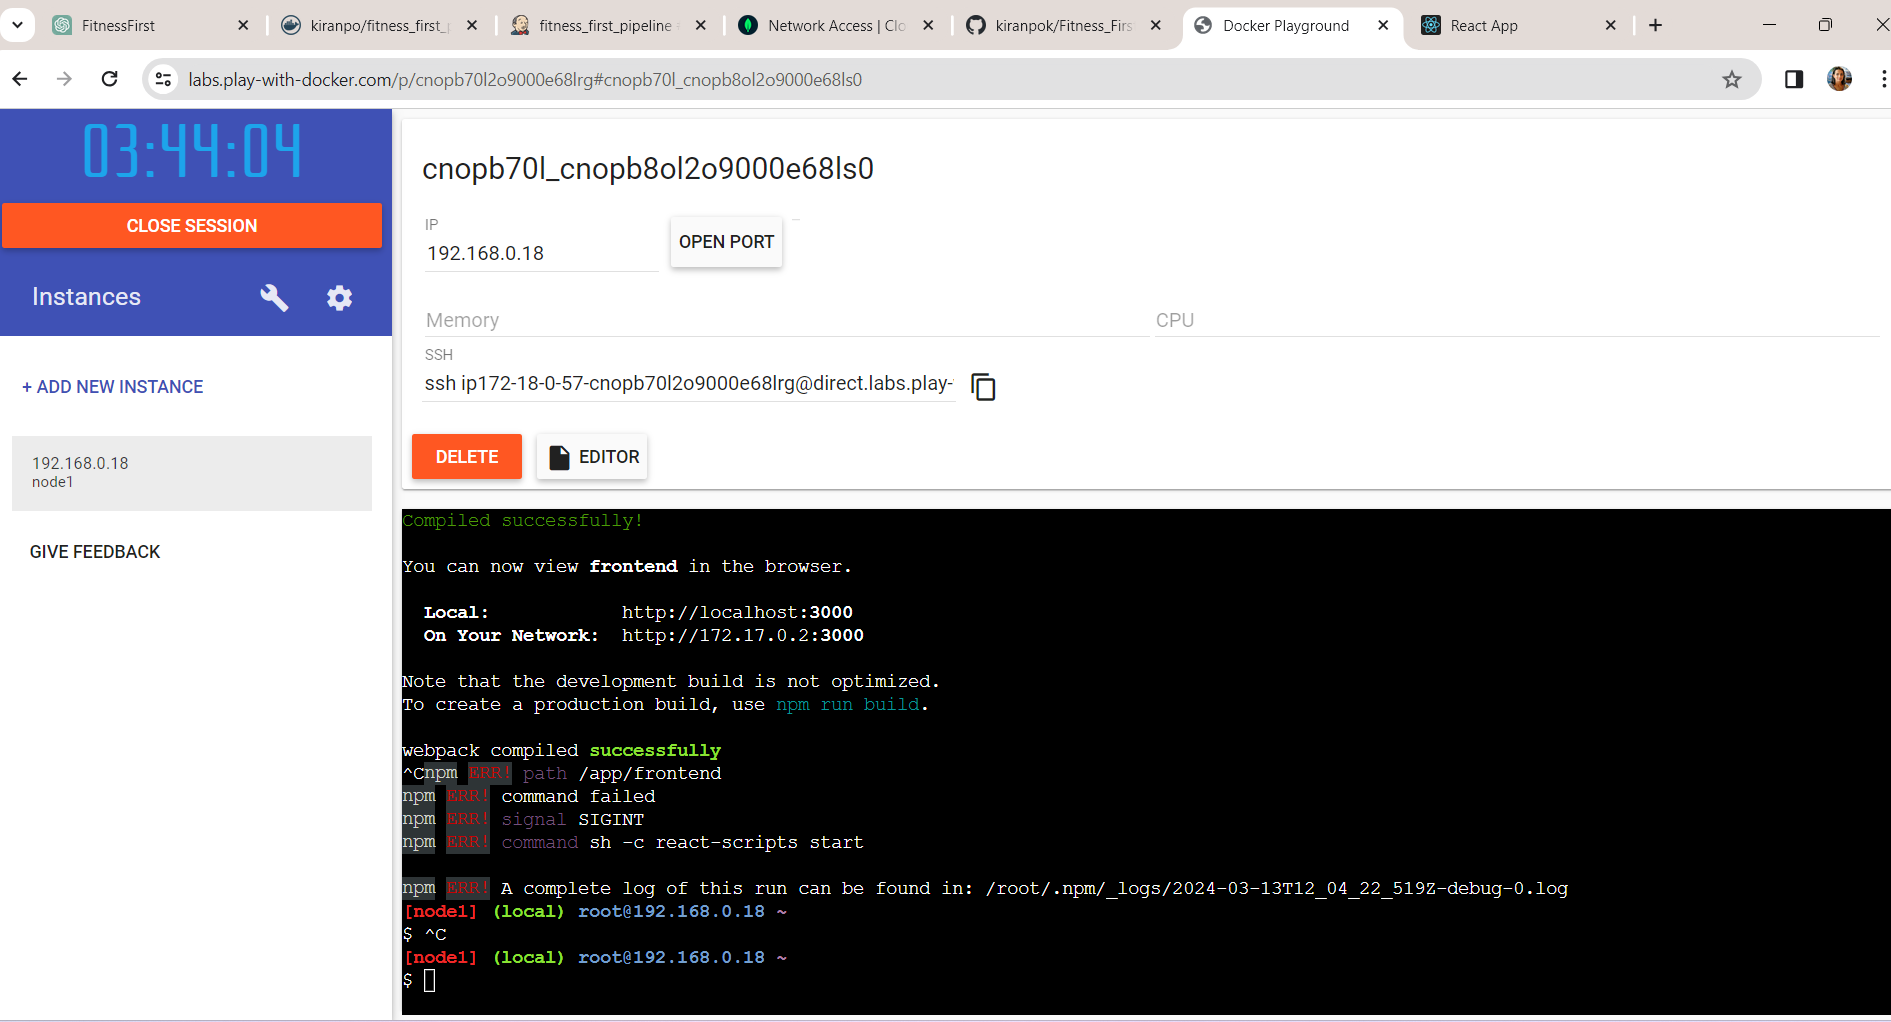 FitnessFirst
kiranpo/fitness_first_p
fitness_first_pipeline
Network Access | Clo
kiranpok/Fitness_Firs
Docker Playground
React App
labs.play-with-docker.com/p/cnopb70l2o9000e68lrg#cnopb70l_cnopb8ol2o9000e68ls0
03:44:04
CLOSE SESSION
Instances
+ ADD NEW INSTANCE
192.168.0.18
node1
GIVE FEEDBACK
cnopb70l_cnopb8ol2o9000e68ls0
IP
192.168.0.18
OPEN PORT
Memory
CPU
SSH
ssh ip172-18-0-57-cnopb70l2o9000e68lrg@direct.labs.play-
DELETE
EDITOR
Compiled successfully!
You can now view frontend in the browser.
Local: http://localhost:3000
On Your Network: http://172.17.0.2:3000
Note that the development build is not optimized.
To create a production build, use npm run build.
webpack compiled successfully
^Cnpm ERR! path /app/frontend
npm ERR! command failed
npm ERR! signal SIGINT
npm ERR! command sh -c react-scripts start
npm ERR! A complete log of this run can be found in: /root/.npm/_logs/2024-03-13T12_04_22_519Z-debug-0.log
[node1] (local) root@192.168.0.18 ~
$ ^C
[node1] (local) root@192.168.0.18 ~
$